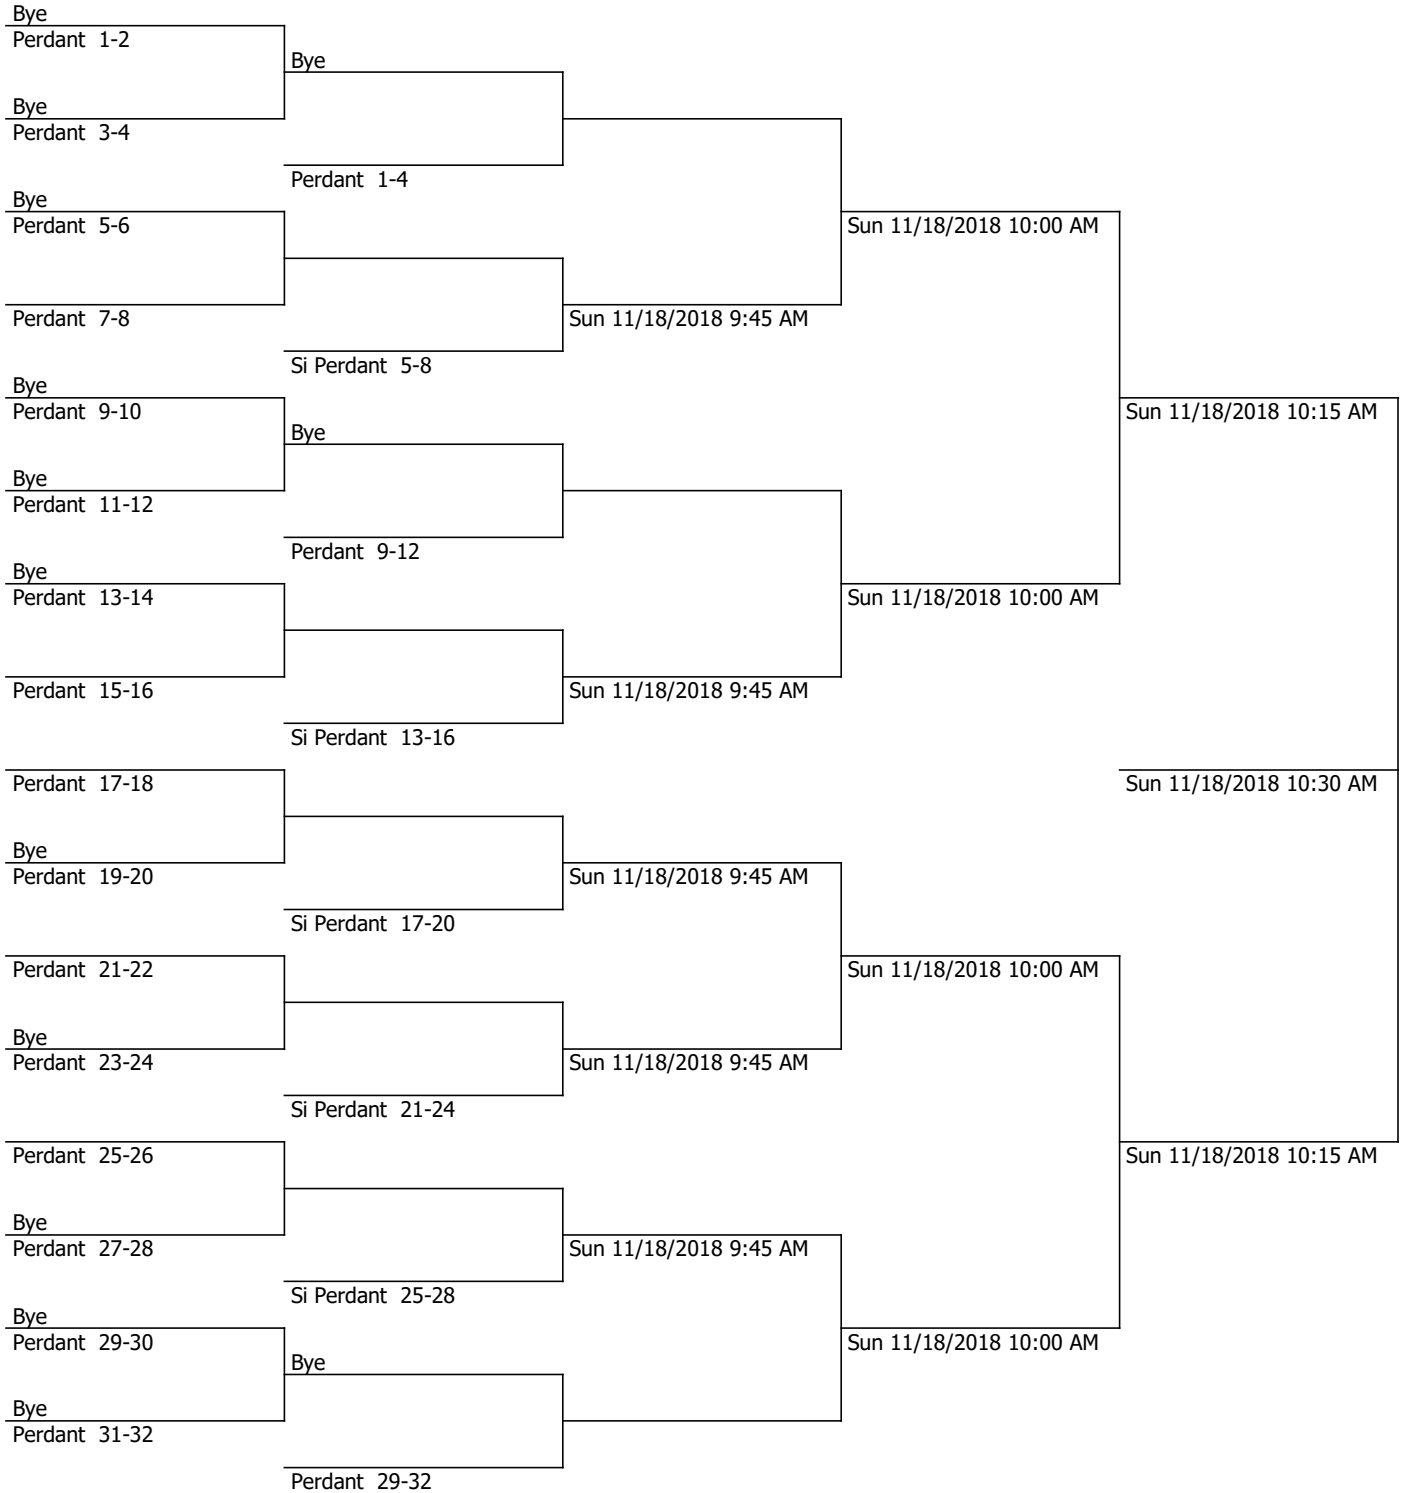 Bye
Perdant 1-2
Bye
Bye
Perdant 3-4
Perdant 1-4
Bye
Perdant 5-6
Sun 11/18/2018 10:00 AM
Perdant 7-8
Sun 11/18/2018 9:45 AM
Si Perdant 5-8
Bye
Perdant 9-10
Sun 11/18/2018 10:15 AM
Bye
Bye
Perdant 11-12
Perdant 9-12
Bye
Perdant 13-14
Sun 11/18/2018 10:00 AM
Perdant 15-16
Sun 11/18/2018 9:45 AM
Si Perdant 13-16
Perdant 17-18
Sun 11/18/2018 10:30 AM
Bye
Perdant 19-20
Sun 11/18/2018 9:45 AM
Si Perdant 17-20
Perdant 21-22
Sun 11/18/2018 10:00 AM
Bye
Perdant 23-24
Sun 11/18/2018 9:45 AM
Si Perdant 21-24
Perdant 25-26
Sun 11/18/2018 10:15 AM
Bye
Perdant 27-28
Sun 11/18/2018 9:45 AM
Si Perdant 25-28
Bye
Perdant 29-30
Sun 11/18/2018 10:00 AM
Bye
Bye
Perdant 31-32
Perdant 29-32